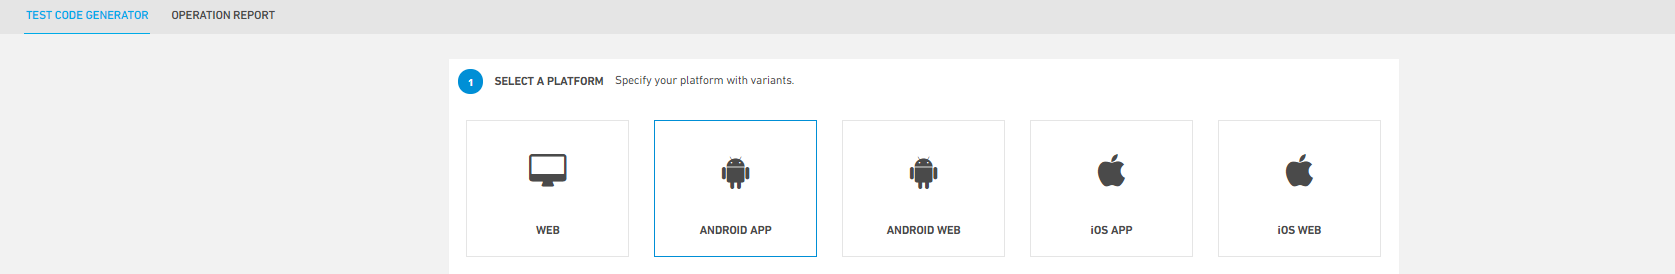 TEST CODE GENERATOR OPERATION REPORT
1 SELECT A PLATFORM Specify your platform with variants.
WEB ANDROID APP ANDROID WEB iOS APP iOS WEB